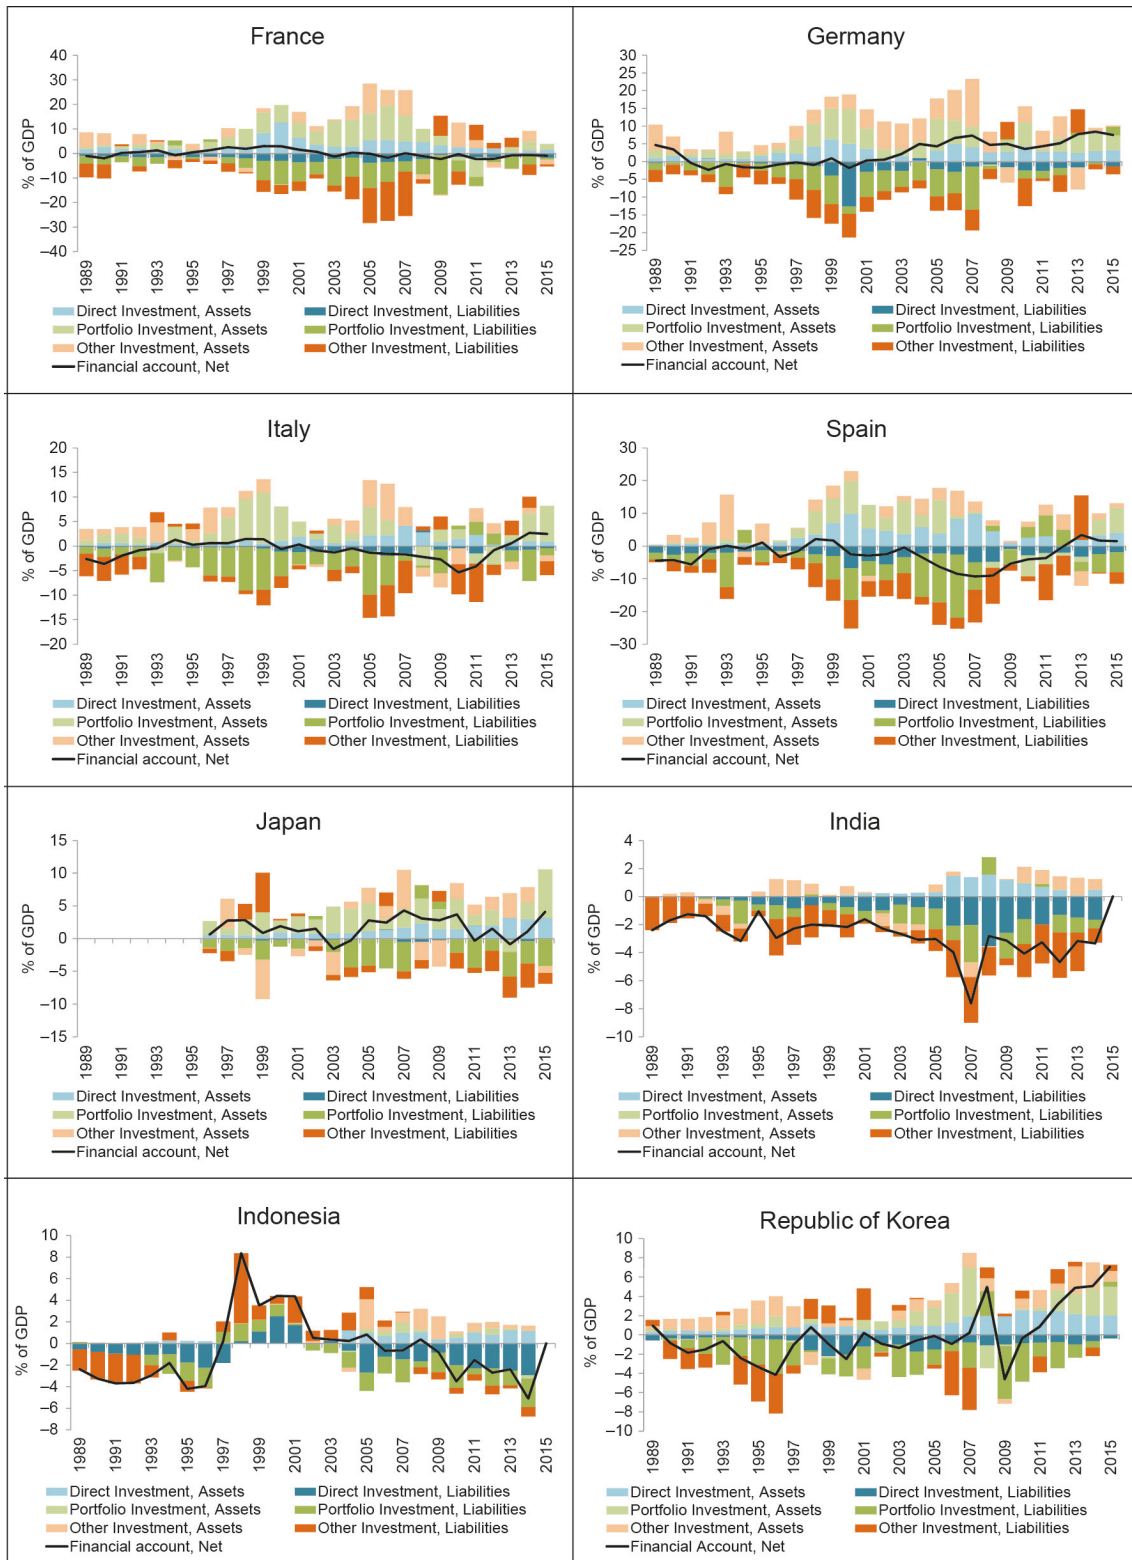 France
% of GDP
40
30
20
10
0
–10
–20
–30
–40
1989
1991
1993
1995
1997
1999
2001
2003
2005
2007
2009
2011
2013
2015
Direct Investment, Assets
Direct Investment, Liabilities
Portfolio Investment, Assets
Portfolio Investment, Liabilities
Other Investment, Assets
Other Investment, Liabilities
Financial account, Net
Germany
% of GDP
30
25
20
15
10
5
0
–5
–10
–15
–20
–25
1989
1991
1993
1995
1997
1999
2001
2003
2005
2007
2009
2011
2013
2015
Direct Investment, Assets
Direct Investment, Liabilities
Portfolio Investment, Assets
Portfolio Investment, Liabilities
Other Investment, Assets
Other Investment, Liabilities
Financial account, Net
Italy
% of GDP
20
15
10
5
0
–5
–10
–15
–20
1989
1991
1993
1995
1997
1999
2001
2003
2005
2007
2009
2011
2013
2015
Direct Investment, Assets
Direct Investment, Liabilities
Portfolio Investment, Assets
Portfolio Investment, Liabilities
Other Investment, Assets
Other Investment, Liabilities
Financial account, Net
Spain
% of GDP
30
20
10
0
–10
–20
–30
1989
1991
1993
1995
1997
1999
2001
2003
2005
2007
2009
2011
2013
2015
Direct Investment, Assets
Direct Investment, Liabilities
Portfolio Investment, Assets
Portfolio Investment, Liabilities
Other Investment, Assets
Other Investment, Liabilities
Financial account, Net
Japan
% of GDP
15
10
5
0
–5
–10
–15
1989
1991
1993
1995
1997
1999
2001
2003
2005
2007
2009
2011
2013
2015
Direct Investment, Assets
Direct Investment, Liabilities
Portfolio Investment, Assets
Portfolio Investment, Liabilities
Other Investment, Assets
Other Investment, Liabilities
Financial account, Net
India
% of GDP
4
2
0
–2
–4
–6
–8
–10
1989
1991
1993
1995
1997
1999
2001
2003
2005
2007
2009
2011
2013
2015
Direct Investment, Assets
Direct Investment, Liabilities
Portfolio Investment, Assets
Portfolio Investment, Liabilities
Other Investment, Assets
Other Investment, Liabilities
Financial account, Net
Indonesia
% of GDP
10
8
6
4
2
0
–2
–4
–6
–8
1989
1991
1993
1995
1997
1999
2001
2003
2005
2007
2009
2011
2013
2015
Direct Investment, Assets
Direct Investment, Liabilities
Portfolio Investment, Assets
Portfolio Investment, Liabilities
Other Investment, Assets
Other Investment, Liabilities
Financial account, Net
Republic of Korea
% of GDP
10
8
6
4
2
0
–2
–4
–6
–8
–10
1989
1991
1993
1995
1997
1999
2001
2003
2005
2007
2009
2011
2013
2015
Direct Investment, Assets
Direct Investment, Liabilities
Portfolio Investment, Assets
Portfolio Investment, Liabilities
Other Investment, Assets
Other Investment, Liabilities
Financial Account, Net